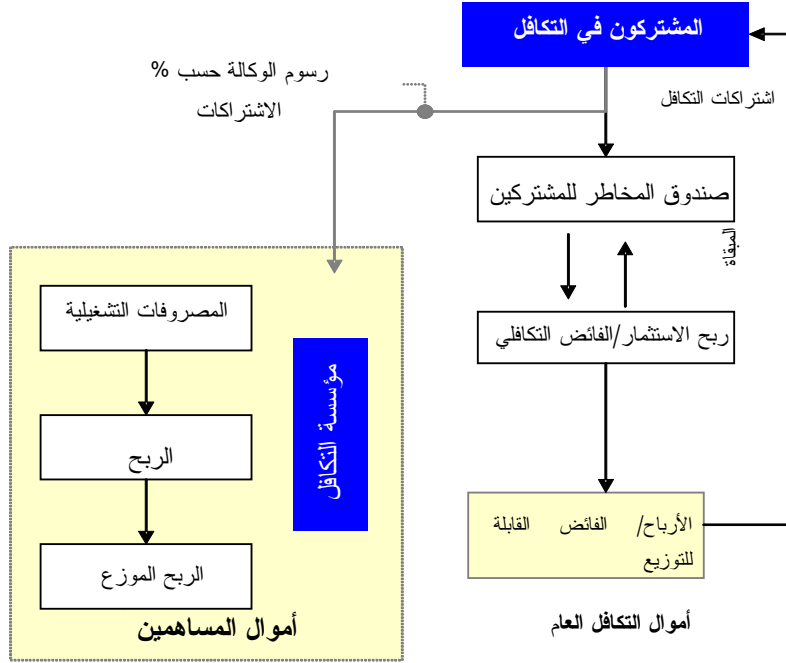 المشتركون في التكافل
رسوم الوكالة حسب %
الاشتراكات
اشتراكات التكافل
صندوق المخاطر للمشتركين
المبقاة
المصروفات التشغيلية
ربح الاستثمار/الفائض التكافلي
مؤسسة التكافل
الربح
الأرباح/ الفائض القابلة
للتوزيع
الربح الموزع
أموال المساهمين
أموال التكافل العام